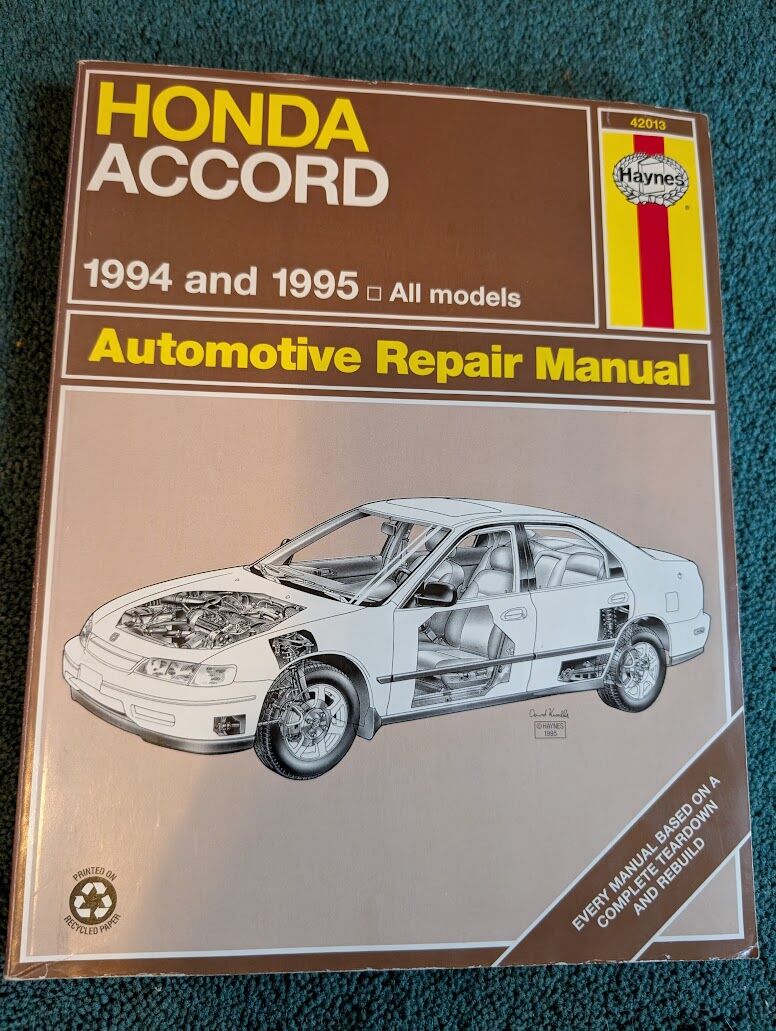 HONDA
ACCORD
1994 and 1995 □ All models
42013
Haynes
®
Automotive Repair Manual
© HAYNES
1995
PRINTED ON
RECYCLED PAPER
EVERY MANUAL BASED ON A
COMPLETE TEARDOWN
AND REBUILD